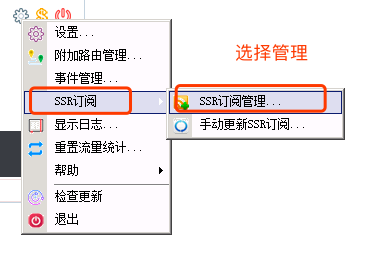 设置...
选择管理
附加路由管理...
事件管理...
SSR订阅
SSR订阅管理...
显示日志...
手动更新SSR订阅...
重置流量统计...
帮助
检查更新
退出